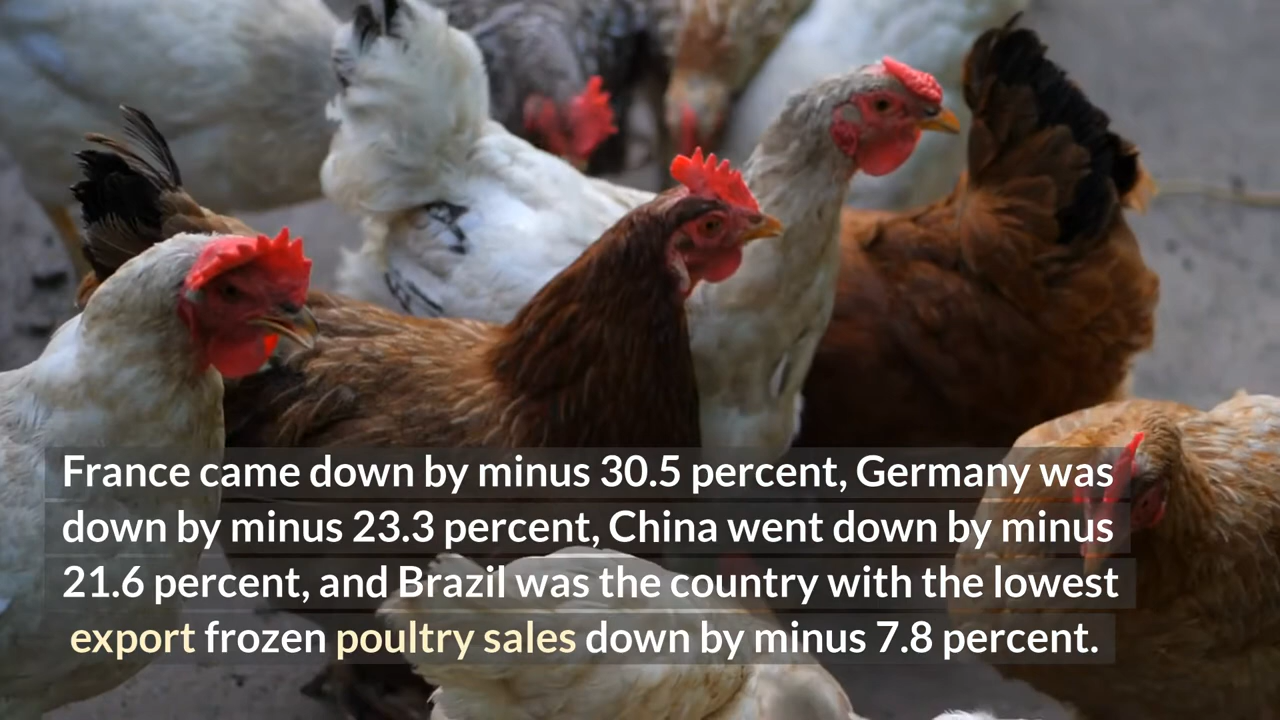 France came down by minus 30.5 percent, Germany was
down by minus 23.3 percent, China went down by minus
21.6 percent, and Brazil was the country with the lowest
export frozen poultry sales down by minus 7.8 percent.